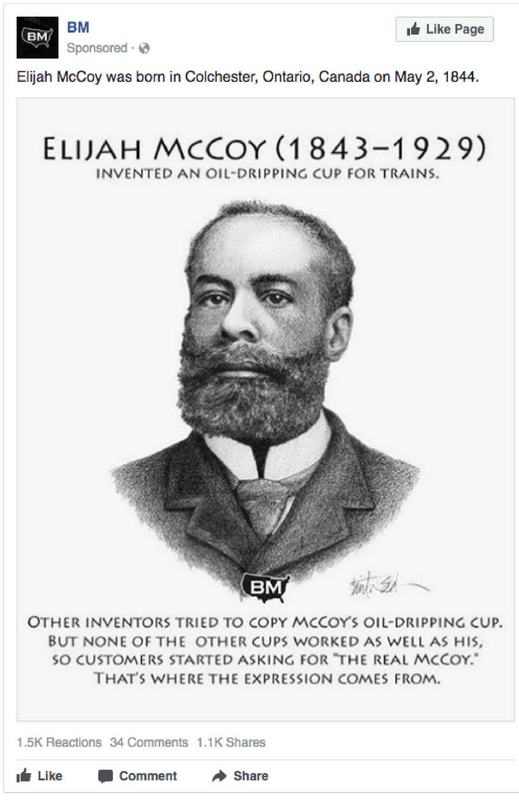 BM
BM
Like Page
Sponsored ·
Elijah McCoy was born in Colchester, Ontario, Canada on May 2, 1844.
ELIJAH MCCOY (1843–1929)
INVENTED AN OIL-DRIPPING CUP FOR TRAINS.
BM
OTHER INVENTORS TRIED TO COPY MCCOY'S OIL-DRIPPING CUP.
BUT NONE OF THE OTHER CUPS WORKED AS WELL AS HIS,
SO CUSTOMERS STARTED ASKING FOR "THE REAL MCCOY."
THAT'S WHERE THE EXPRESSION COMES FROM.
1.5K Reactions 34 Comments 1.1K Shares
Like Comment Share